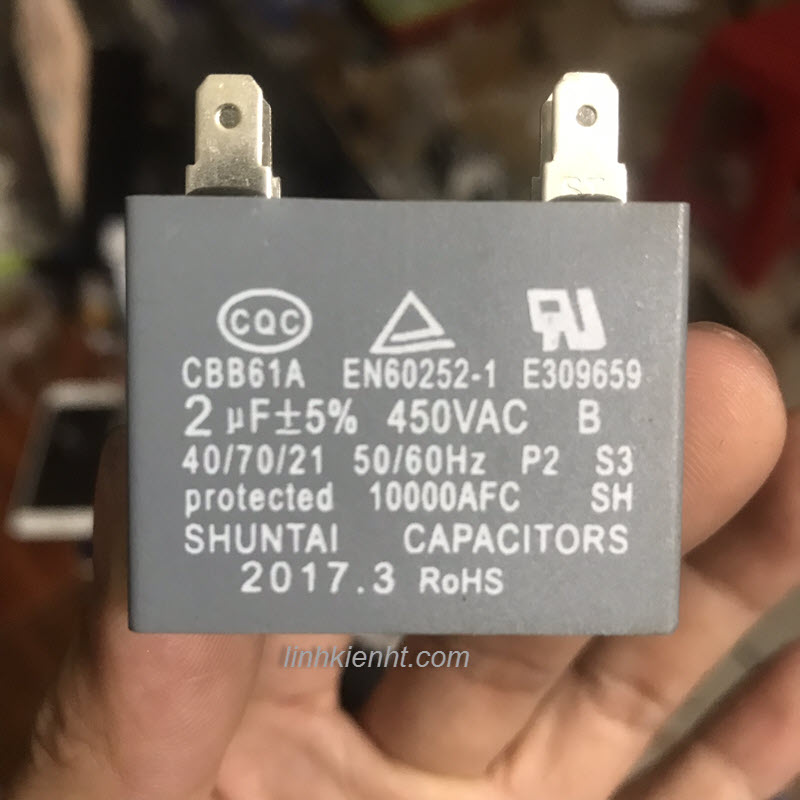 CQC
CBB61A EN60252-1 E309659
2 µF±5% 450VAC B
40/70/21 50/60Hz P2 S3
protected 10000AFC SH
SHUNTAI CAPACITORS
2017.3 RoHS
linhkienht.com